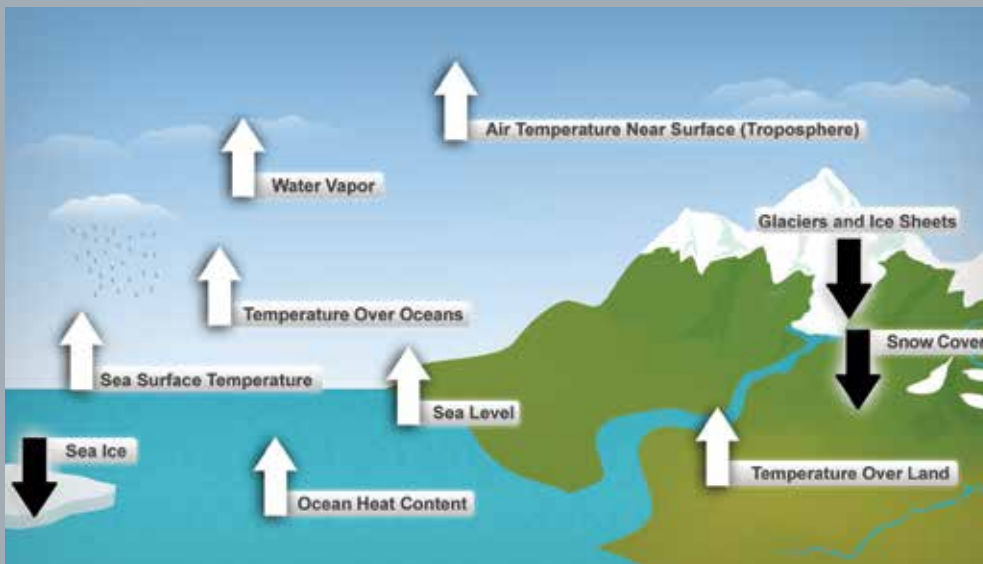 Air Temperature Near Surface (Troposphere)
Water Vapor
Glaciers and Ice Sheets
Temperature Over Oceans
Snow Cover
Sea Surface Temperature
Sea Level
Sea Ice
Temperature Over Land
Ocean Heat Content